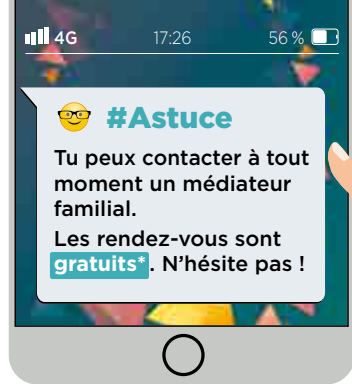 4G 17:26 56 %
🤓 #Astuce
Tu peux contacter à tout
moment un médiateur
familial.
Les rendez-vous sont
gratuits*. N’hésite pas !